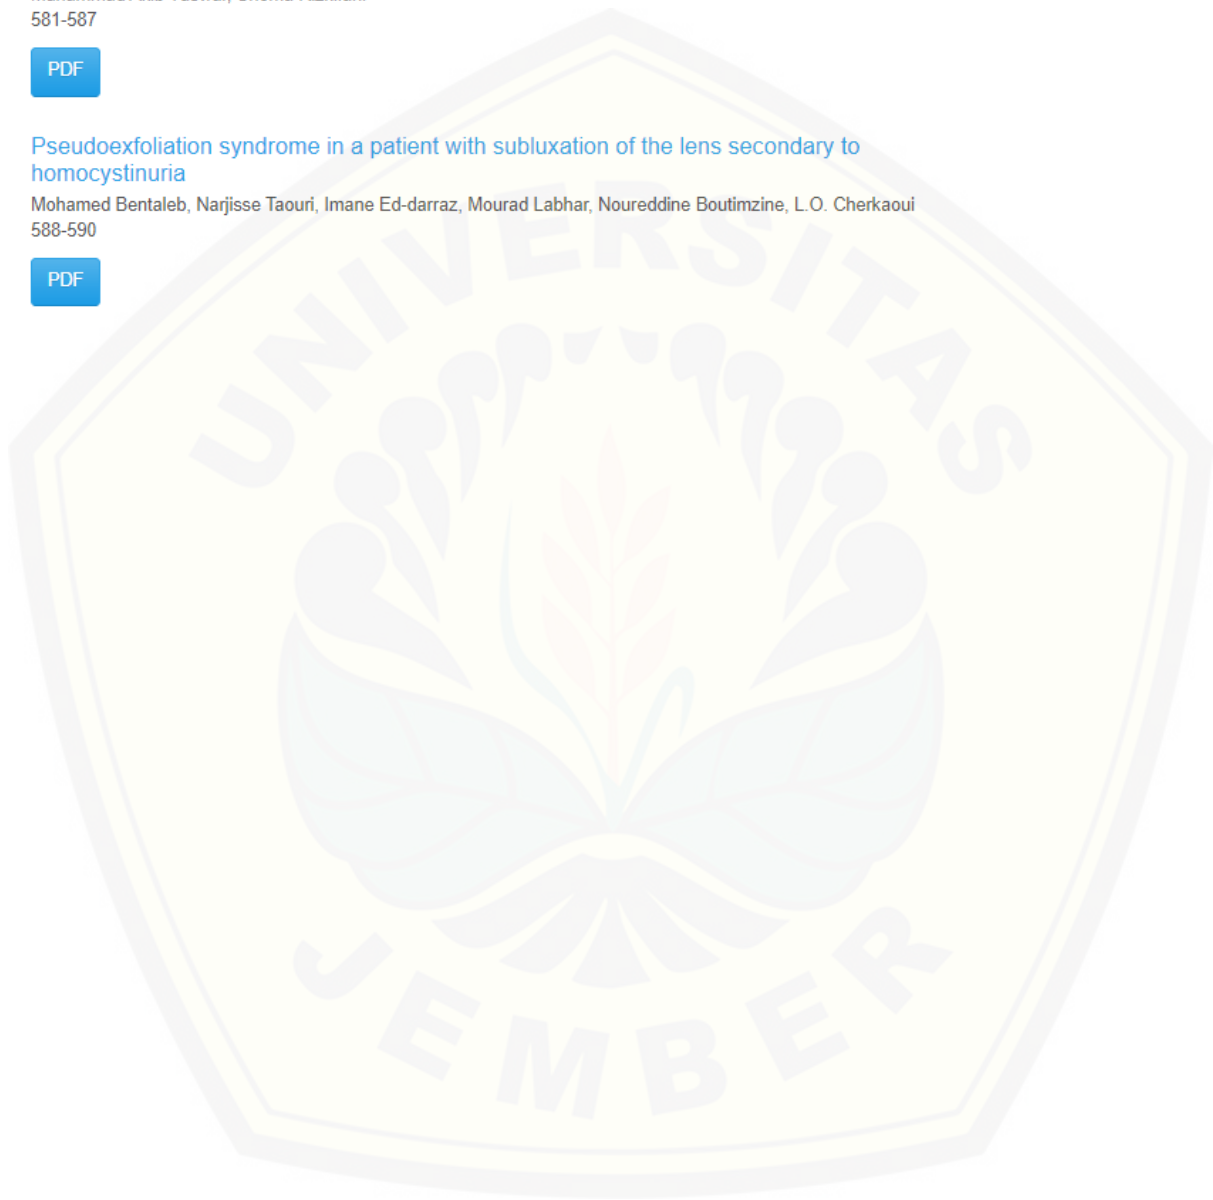 581-587
PDF
Pseudoexfoliation syndrome in a patient with subluxation of the lens secondary to
homocystinuria
Mohamed Bentaleb, Narjisse Taouri, Imane Ed-darraz, Mourad Labhar, Noureddine Boutimzine, L.O. Cherkaoui
588-590
PDF
UNIVERSITAS
JEMBER